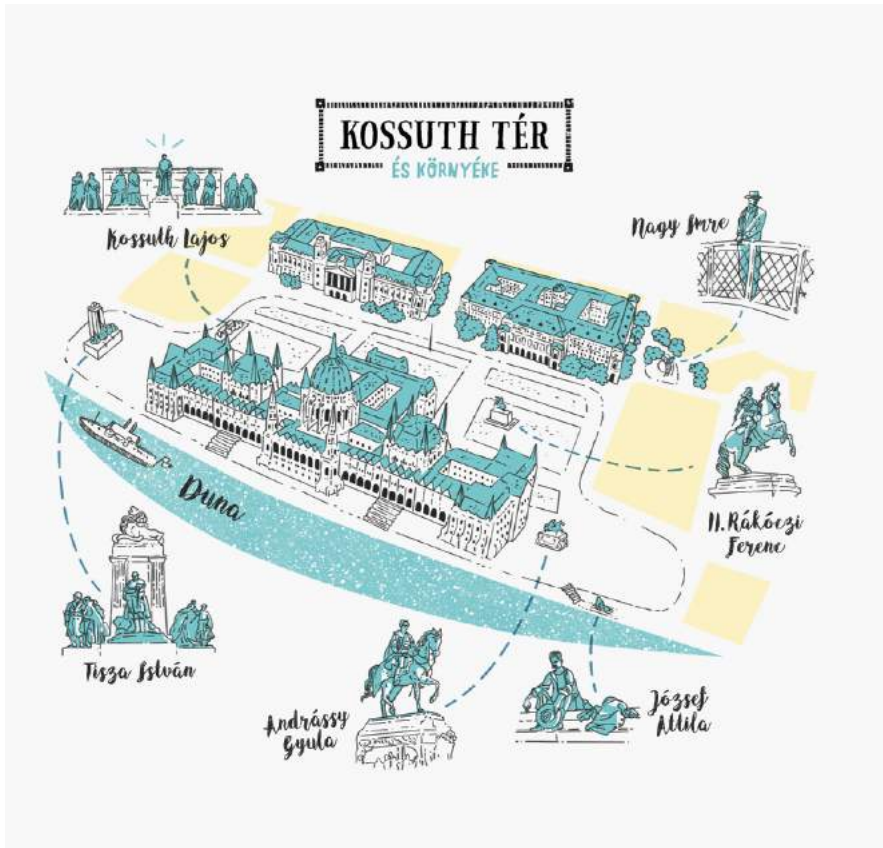 KOSSUTH TÉR
ÉS KÖRNYÉKE
Kossuth Lajos
Nagy Imre
Duna
II. Rákóczi
Ferenc
Tisza István
Andrássy
Gyula
József
Attila